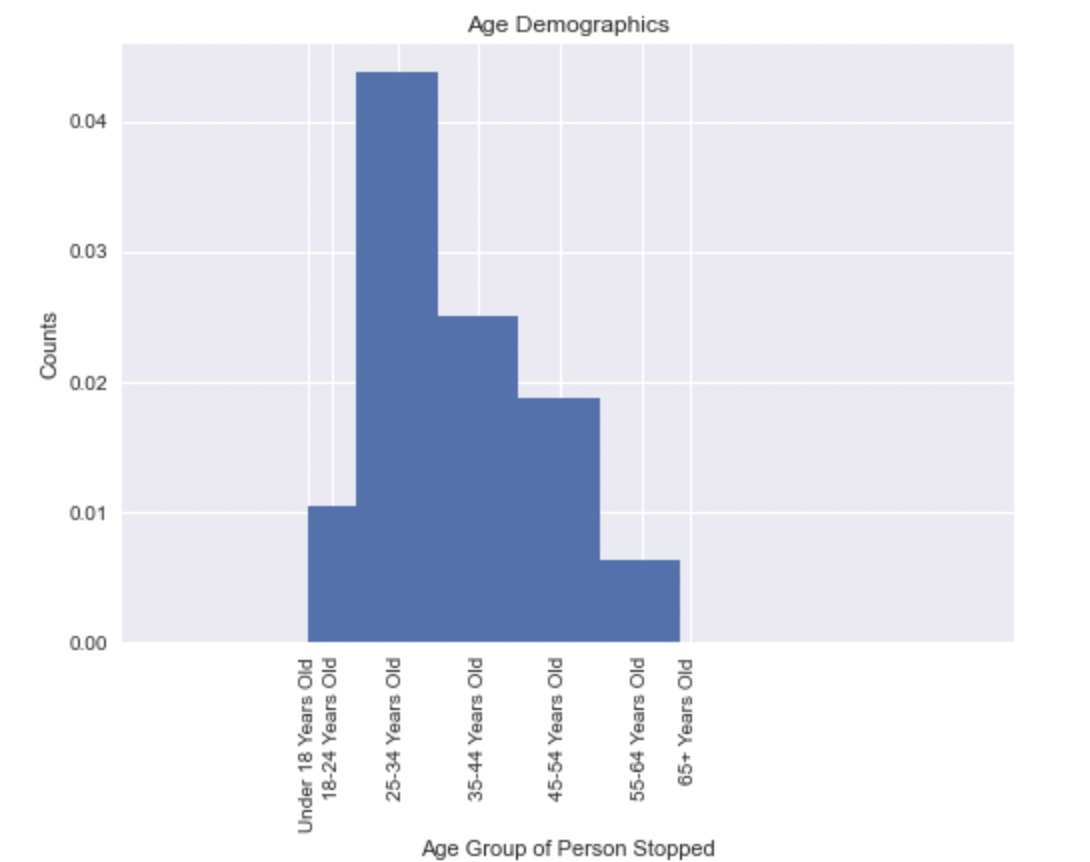 Age Demographics
0.04
0.03
0.02
0.01
0.00
Counts
Under 18 Years Old
18-24 Years Old
25-34 Years Old
35-44 Years Old
45-54 Years Old
55-64 Years Old
65+ Years Old
Age Group of Person Stopped